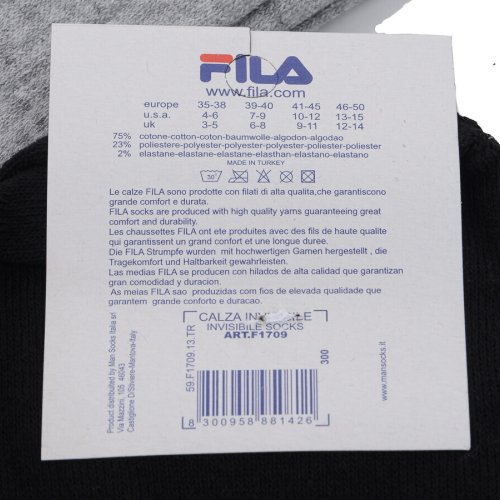 FILA
www.fila.com
europe 35-38 39-40 41-45 46-50
u.s.a. 4-6 7-9 10-12 13-15
uk 3-5 6-8 9-11 12-14
75% cotone-cotton-coton-baumwolle-algodon-algodao
23% poliestere-polyester-polyester-polyester-poliester-poliester
2% elastane-elastane-elastane-elasthan-elastano-elastano
MADE IN TURKEY
30°
Le calze FILA sono prodotte con filati di alta qualita,che garantiscono
grande comfort e durata.
FILA socks are produced with high quality yarns guaranteeing great
comfort and durability.
Les chaussettes FILA ont ete produites avec des fils de haute qualite
qui garantissent un grand confort et une longue duree.
Die FILA Strumpfe wurden mit hochwertigen Garnen hergestellt , die
Tragekomfort und Haltbarkeit gewahrleisten.
Las medias FILA se producen con hilados de alta calidad que garantizan
gran comodidad y duracion.
As meias FILA sao produzidas com fios de elevada qualidade que
garantem grande conforto e duracao.
CALZA
INVISIBILE SOCKS
ART.F1709
59.F1709.13.TR
300
8 300958 881426
Distributed by Man Socks Italia srl
Via Mazzini, 105 46043
Castiglione D/Stiviere-Mantova-Italy
www.mansocks.it